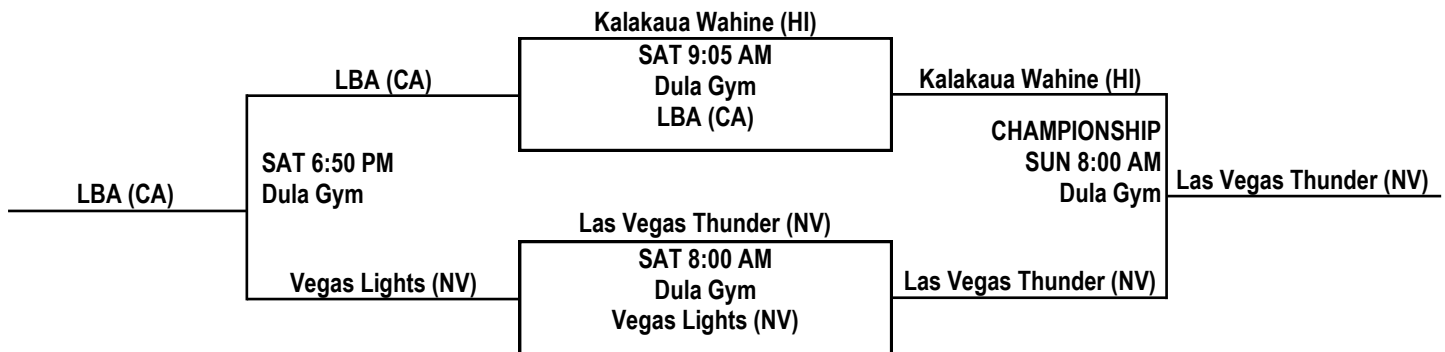 Kalakaua Wahine (HI)
SAT 9:05 AM
LBA (CA)
Dula Gym
Kalakaua Wahine (HI)
LBA (CA)
CHAMPIONSHIP
SAT 6:50 PM
SUN 8:00 AM
LBA (CA)
Dula Gym
Dula Gym
Las Vegas Thunder (NV)
Las Vegas Thunder (NV)
SAT 8:00 AM
Vegas Lights (NV)
Dula Gym
Las Vegas Thunder (NV)
Vegas Lights (NV)